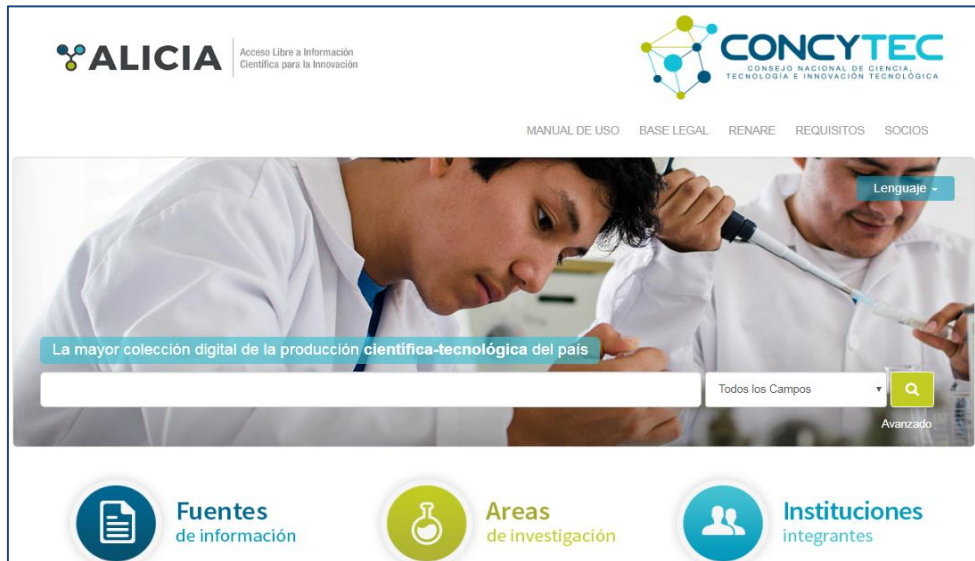 ALICIA
Acceso Libre a Información
Científica para la Innovación
CONCYTEC
CONSEJO NACIONAL DE CIENCIA,
TECNOLOGÍA E INNOVACIÓN TECNOLÓGICA
MANUAL DE USO BASE LEGAL RENARE REQUISITOS SOCIOS
Lenguaje
La mayor colección digital de la producción científica-tecnológica del país
Todos los Campos
Avanzado
Fuentes
de información
Areas
de investigación
Instituciones
integrantes